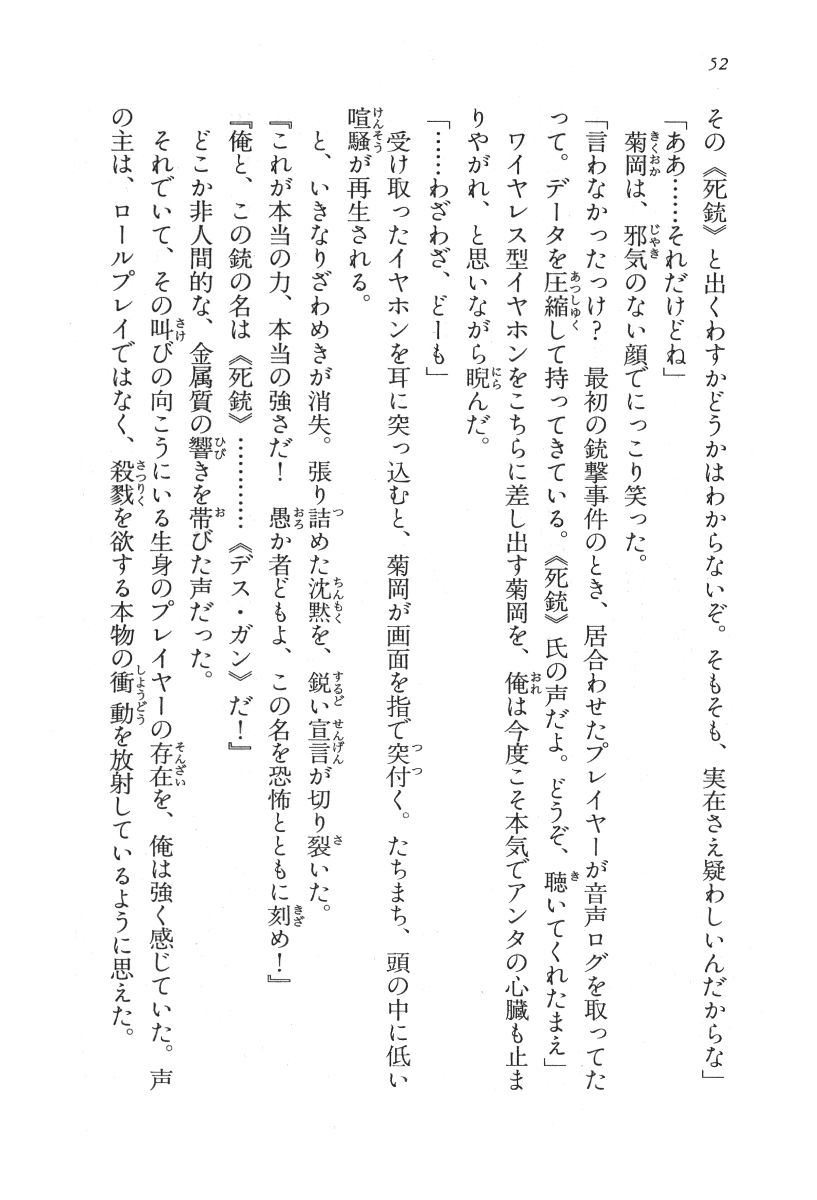 52
その《死銃》と出くわすかどうかはわからないぞ。そもそも、実在さえ疑わしいんだからな」
「ああ……それだけどね」
菊岡は、邪気のない顔でにっこり笑った。
「言わなかったっけ？　最初の銃撃事件のとき、居合わせたプレイヤーが音声ログを取ってた
って。データを圧縮して持ってきている。《死銃》氏の声だよ。どうぞ、聴いてくれたまえ」
ワイヤレス型イヤホンをこちらに差し出す菊岡を、俺は今度こそ本気でアンタの心臓も止ま
りやがれ、と思いながら睨んだ。
「……わざわざ、どーも」
受け取ったイヤホンを耳に突っ込むと、菊岡が画面を指で突付く。たちまち、頭の中に低い
喧騒が再生される。
と、いきなりざわめきが消失。張り詰めた沈黙を、鋭い宣言が切り裂いた。
『これが本当の力、本当の強さだ！　愚か者どもよ、この名を恐怖とともに刻め！』
『俺と、この銃の名は《死銃》…………《デス・ガン》だ！』
どこか非人間的な、金属質の響きを帯びた声だった。
それでいて、その叫びの向こうにいる生身のプレイヤーの存在を、俺は強く感じていた。声
の主は、ロールプレイではなく、殺戮を欲する本物の衝動を放射しているように思えた。